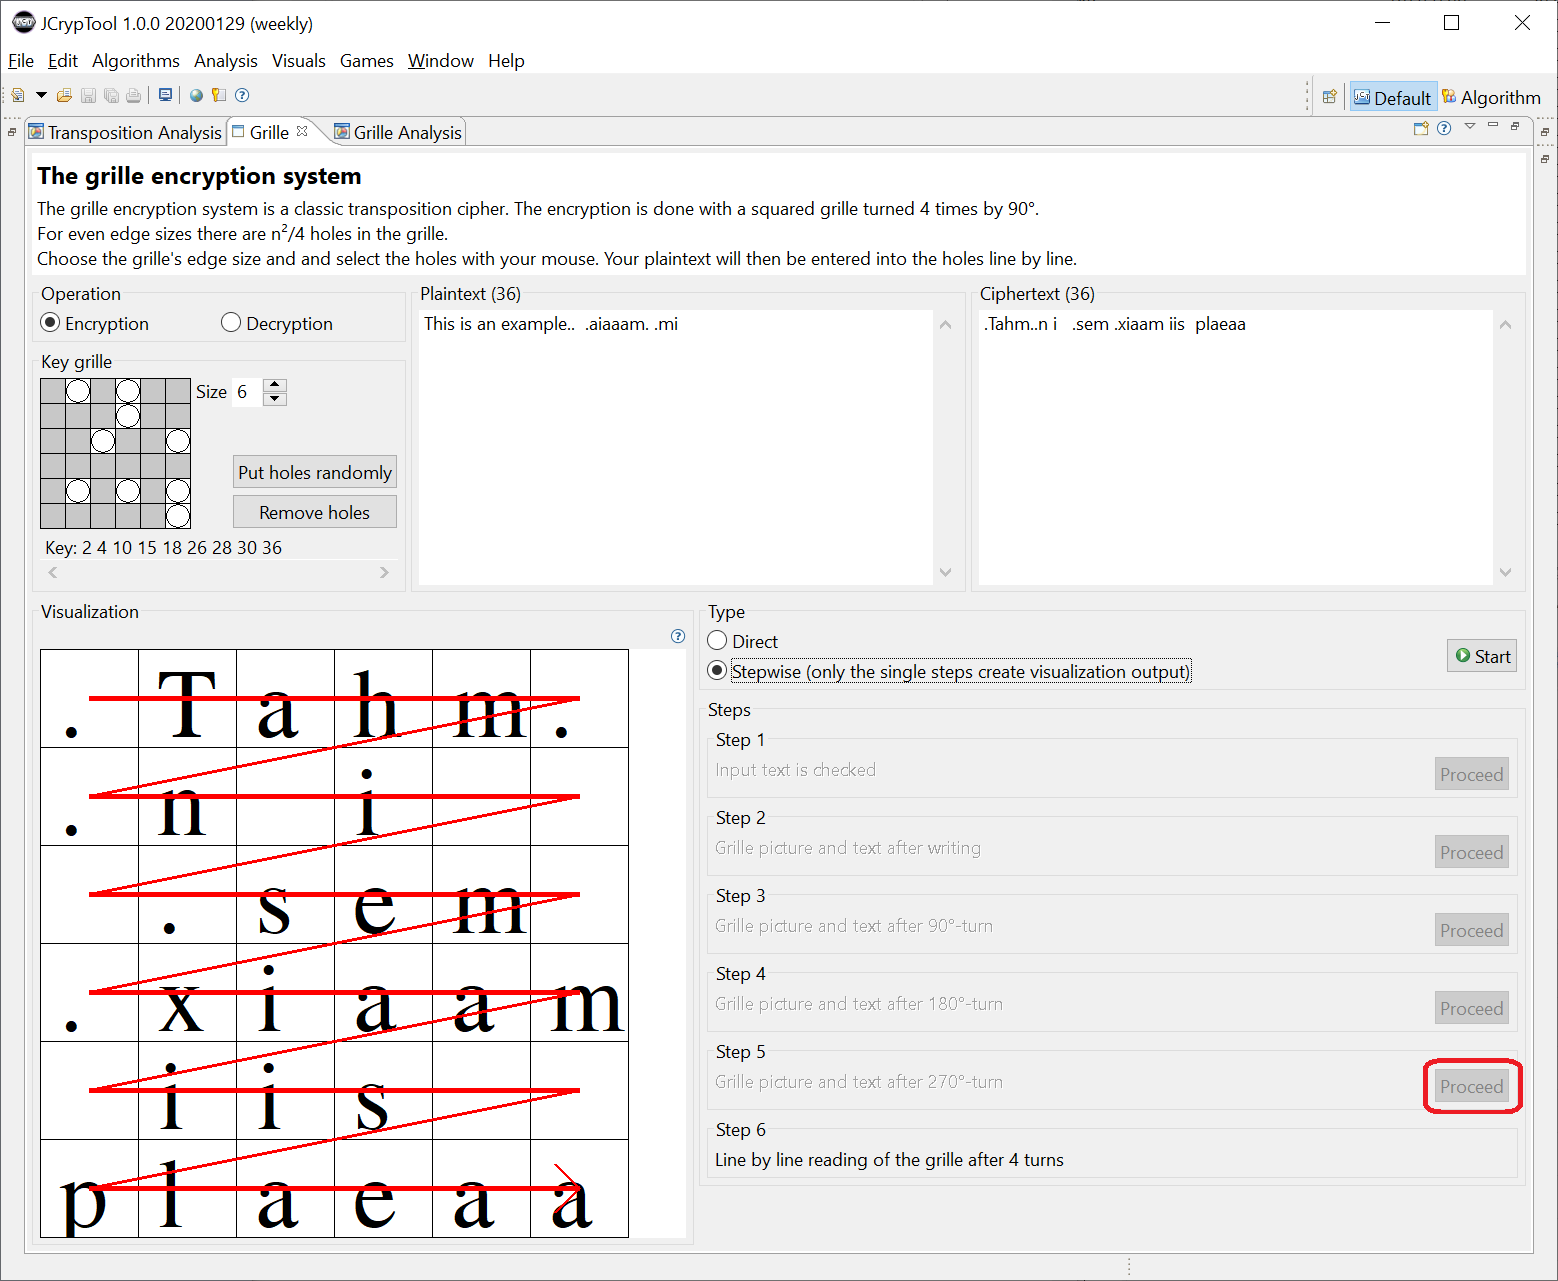 JCrypTool 1.0.0 20200129 (weekly)
File Edit Algorithms Analysis Visuals Games Window Help
Default Algorithm
Transposition Analysis Grille Grille Analysis
The grille encryption system
The grille encryption system is a classic transposition cipher. The encryption is done with a squared grille turned 4 times by 90°.
For even edge sizes there are n²/4 holes in the grille.
Choose the grille's edge size and and select the holes with your mouse. Your plaintext will then be entered into the holes line by line.
Operation
Encryption Decryption
Key grille
Size 6
Put holes randomly
Remove holes
Key: 2 4 10 15 18 26 28 30 36
Plaintext (36)
This is an example..  .aiaaam. .mi
Ciphertext (36)
.Tahm..n i   .sem .xiaam iis  plaeaa
Visualization
. T a h m .
. n i
. s e m
. x i a a m
i i s
p l a e a a
Type
Direct
Stepwise (only the single steps create visualization output)
Start
Steps
Step 1
Input text is checked
Proceed
Step 2
Grille picture and text after writing
Proceed
Step 3
Grille picture and text after 90°-turn
Proceed
Step 4
Grille picture and text after 180°-turn
Proceed
Step 5
Grille picture and text after 270°-turn
Proceed
Step 6
Line by line reading of the grille after 4 turns